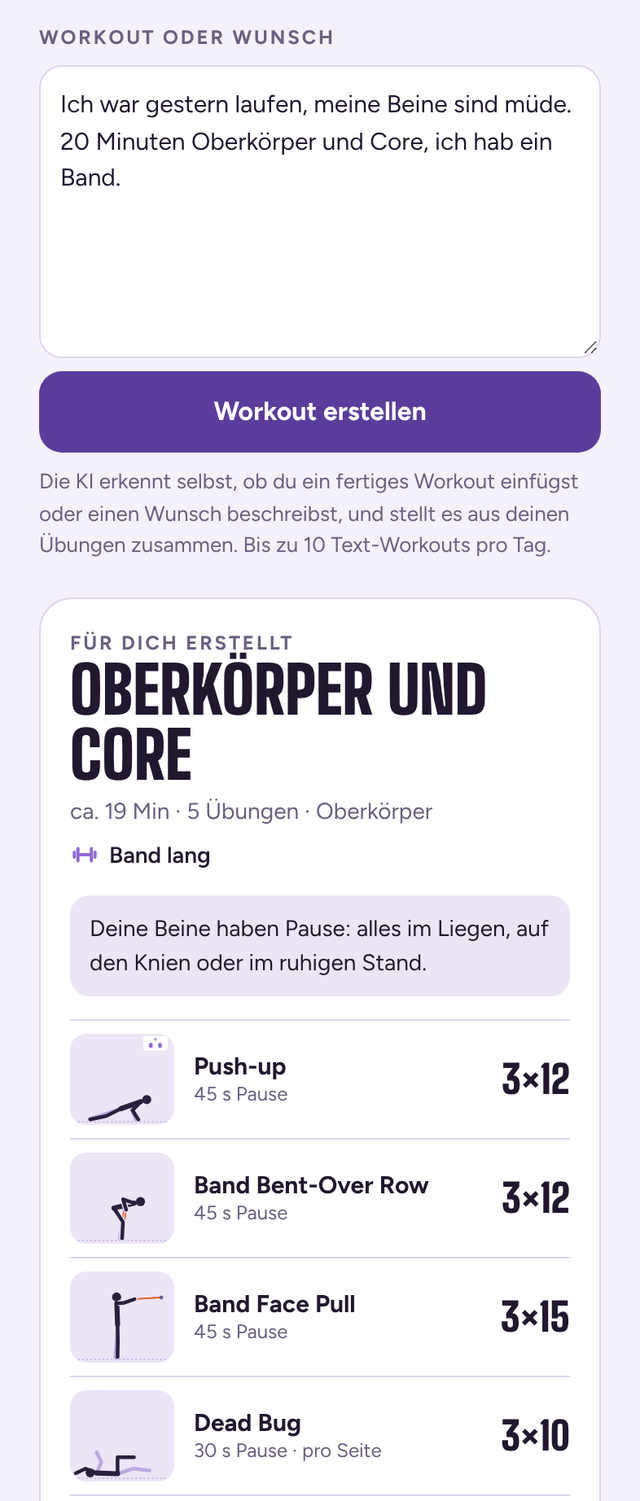 WORKOUT ODER WUNSCH
Ich war gestern laufen, meine Beine sind müde.
20 Minuten Oberkörper und Core, ich hab ein
Band.
Workout erstellen
Die KI erkennt selbst, ob du ein fertiges Workout einfügst
oder einen Wunsch beschreibst, und stellt es aus deinen
Übungen zusammen. Bis zu 10 Text-Workouts pro Tag.
FÜR DICH ERSTELLT
OBERKÖRPER UND
CORE
ca. 19 Min · 5 Übungen · Oberkörper
Band lang
Deine Beine haben Pause: alles im Liegen, auf
den Knien oder im ruhigen Stand.
Push-up
45 s Pause
3×12
Band Bent-Over Row
45 s Pause
3×12
Band Face Pull
45 s Pause
3×15
Dead Bug
30 s Pause · pro Seite
3×10